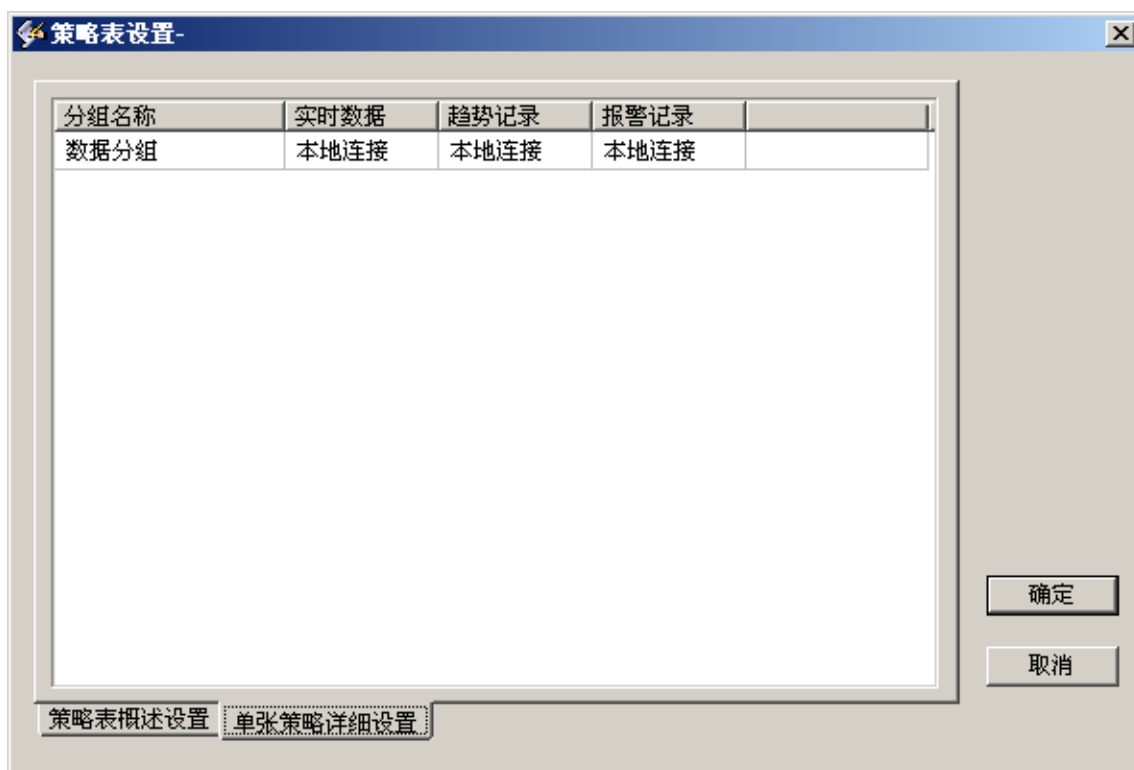 策略表设置-
分组名称 实时数据 趋势记录 报警记录
数据分组 本地连接 本地连接 本地连接
确定
取消
策略表概述设置 单张策略详细设置